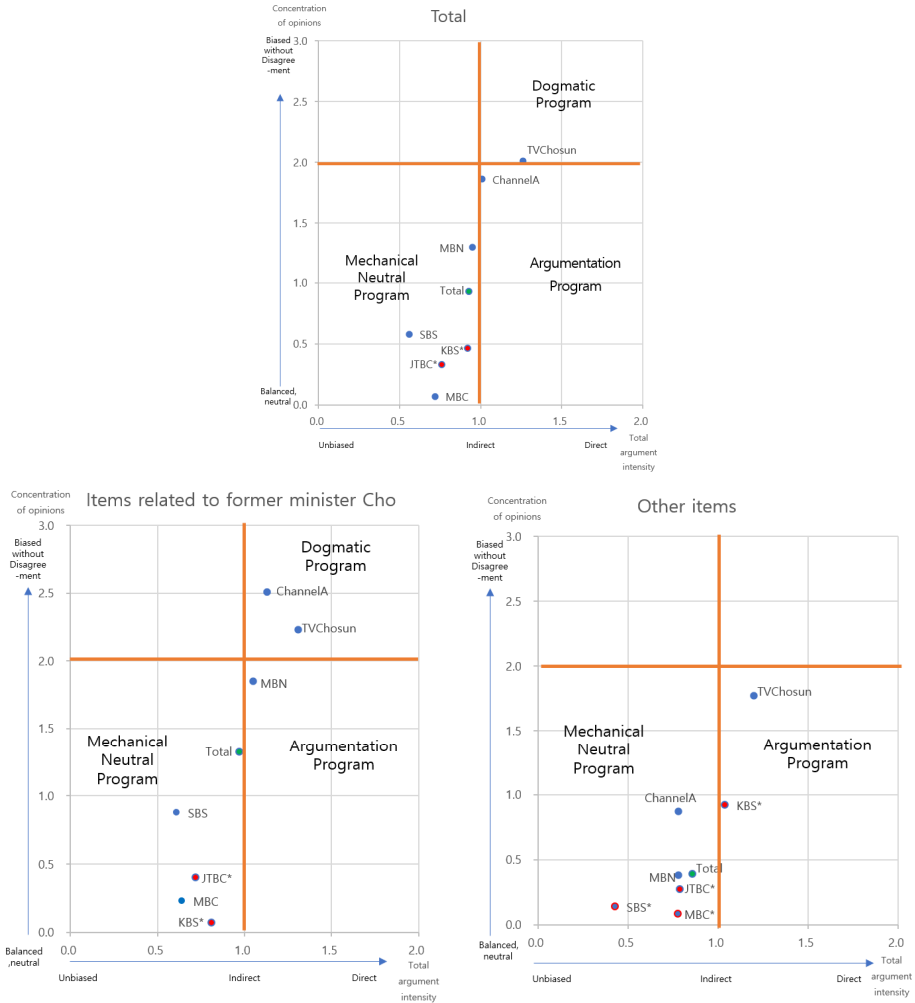 Concentration
of opinions
Total
Biased
without
Disagree
-ment
3.0
Dogmatic
Program
2.5
TVChosun
2.0
ChannelA
1.5
MBN
Mechanical
Neutral
Program
Argumentation
Program
1.0
Total
SBS
0.5
KBS*
JTBC*
Balanced,
neutral
MBC
0.0
0.0
0.5
1.0
1.5
2.0
Unbiased
Indirect
Direct
Total
argument
intensity
Concentration
of opinions
Items related to former minister Cho
3.0
Biased
without
Disagree
-ment
Dogmatic
Program
2.5
ChannelA
TVChosun
2.0
MBN
1.5
Mechanical
Neutral
Program
Total
Argumentation
Program
1.0
SBS
0.5
JTBC*
MBC
KBS*
Balanced
,neutral
0.0
0.0
0.5
1.0
1.5
2.0
Unbiased
Indirect
Direct
Total
argument
intensity
Concentration
of opinions
Other items
3.0
Biased
without
Disagree
-ment
2.5
2.0
TVChosun
1.5
Mechanical
Neutral
Program
Argumentation
Program
1.0
ChannelA
KBS*
0.5
Total
MBN
JTBC*
SBS*
MBC*
0.0
Balanced,
neutral
0.0
0.5
1.0
1.5
2.0
Unbiased
Indirect
Direct
Total
argument
intensity